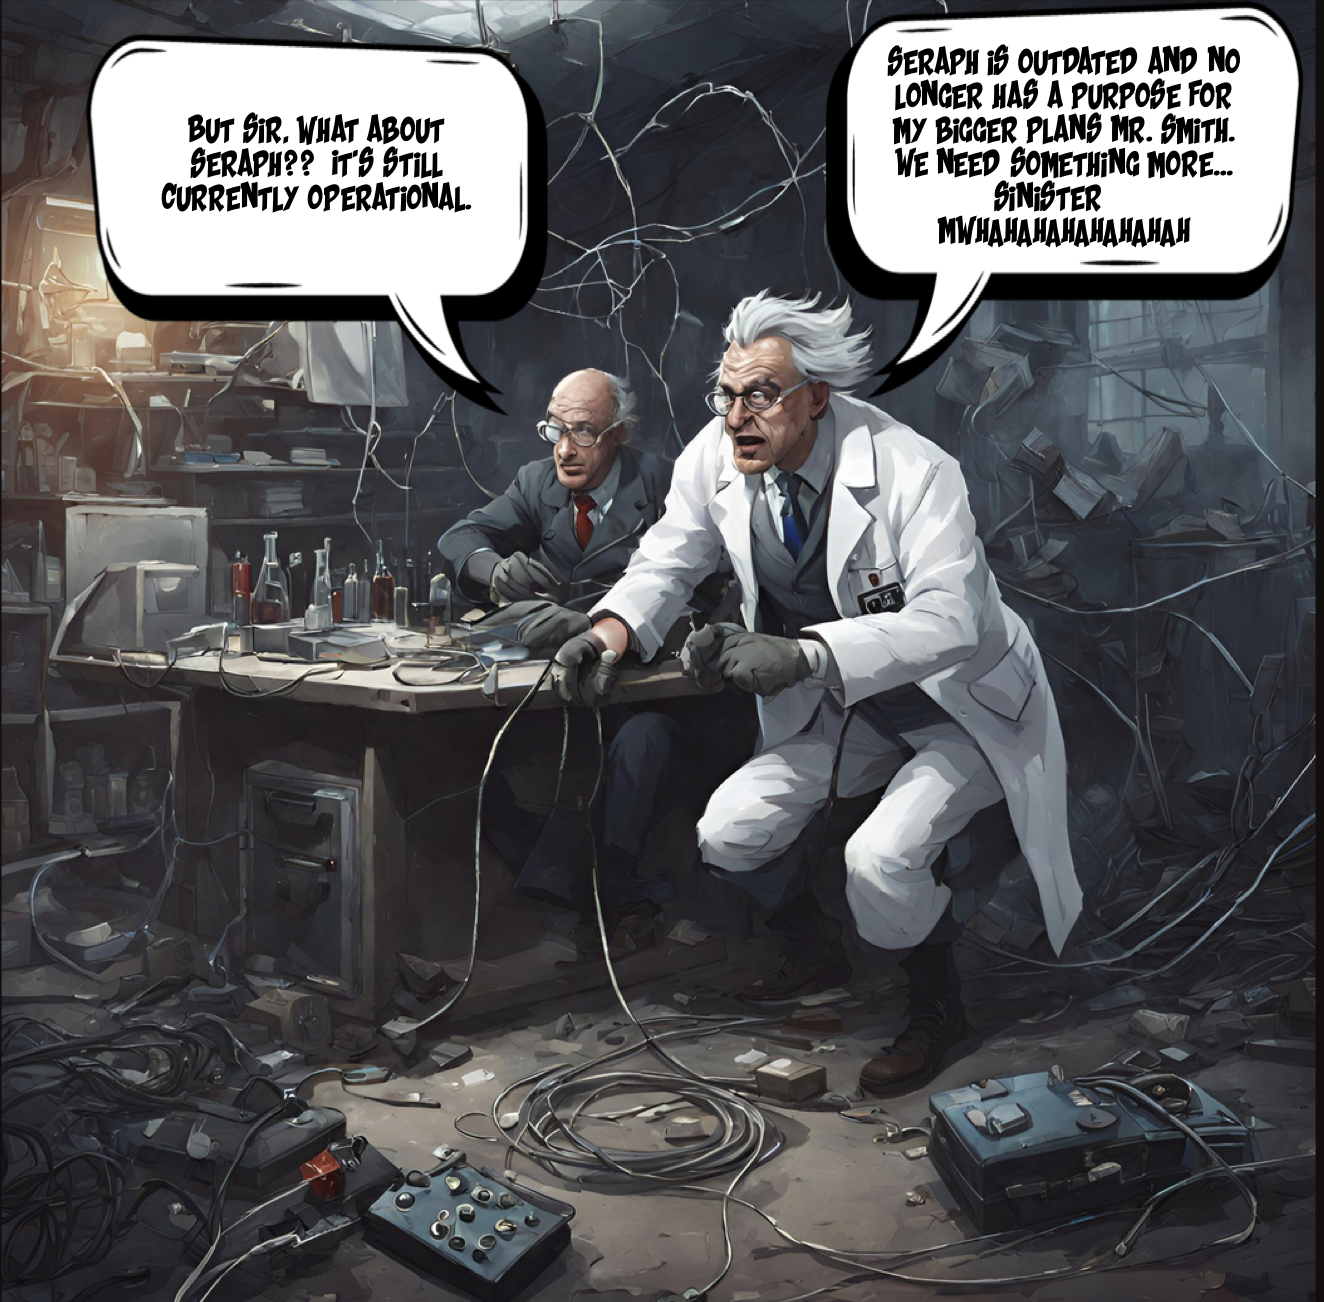 BUT SIR, WHAT ABOUT
SERAPH?? IT'S STILL
CURRENTLY OPERATIONAL.
SERAPH IS OUTDATED AND NO
LONGER HAS A PURPOSE FOR
MY BIGGER PLANS MR. SMITH.
WE NEED SOMETHING MORE...
SINISTER
MWHAHAHAHAHAHAHAH